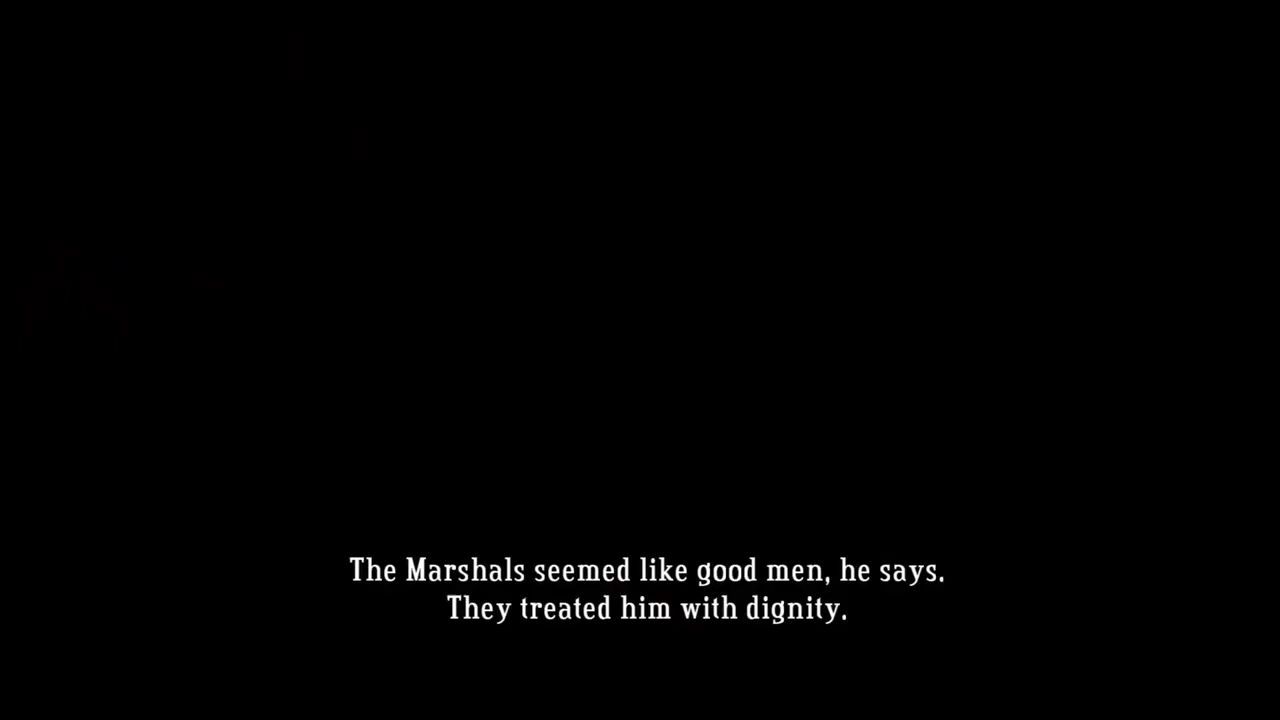 The Marshals seemed like good men, he says.
They treated him with dignity.